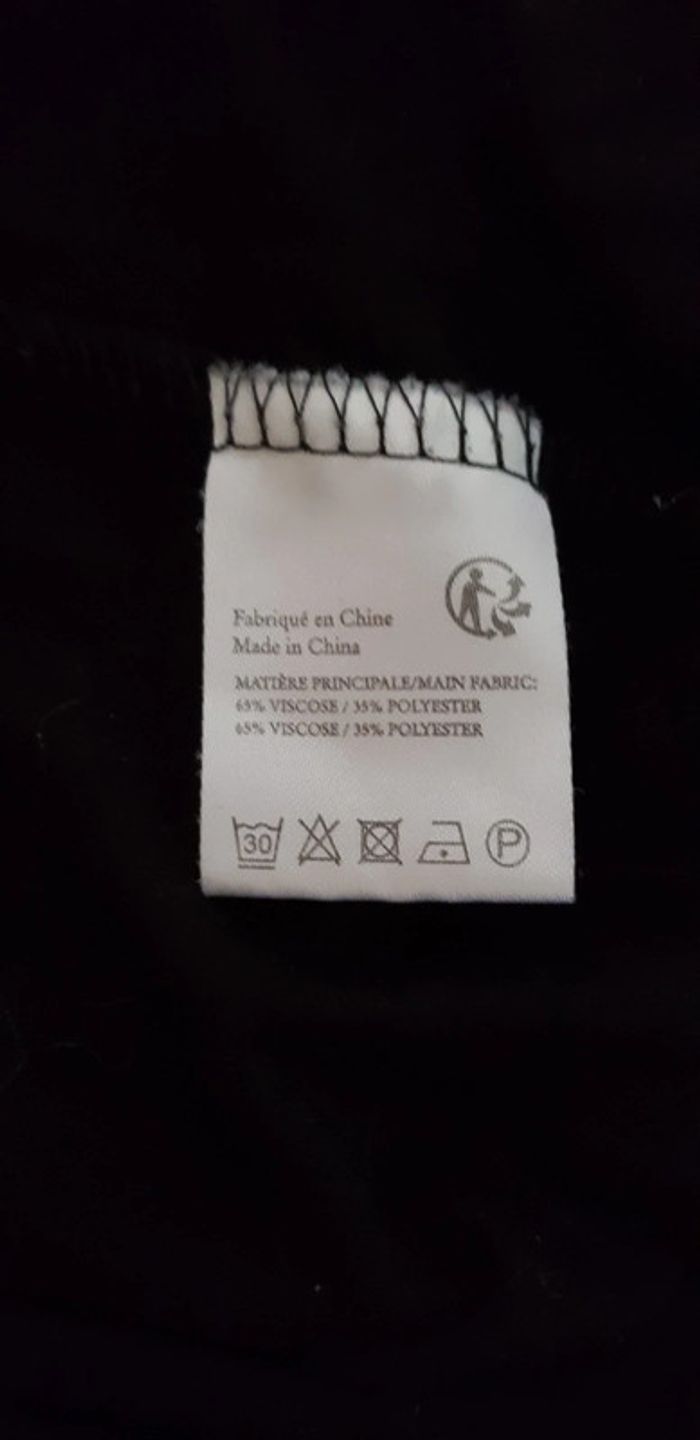 Fabriqué en Chine
Made in China
MATIÈRE PRINCIPALE/MAIN FABRIC:
65% VISCOSE / 35% POLYESTER
65% VISCOSE / 35% POLYESTER
30 P